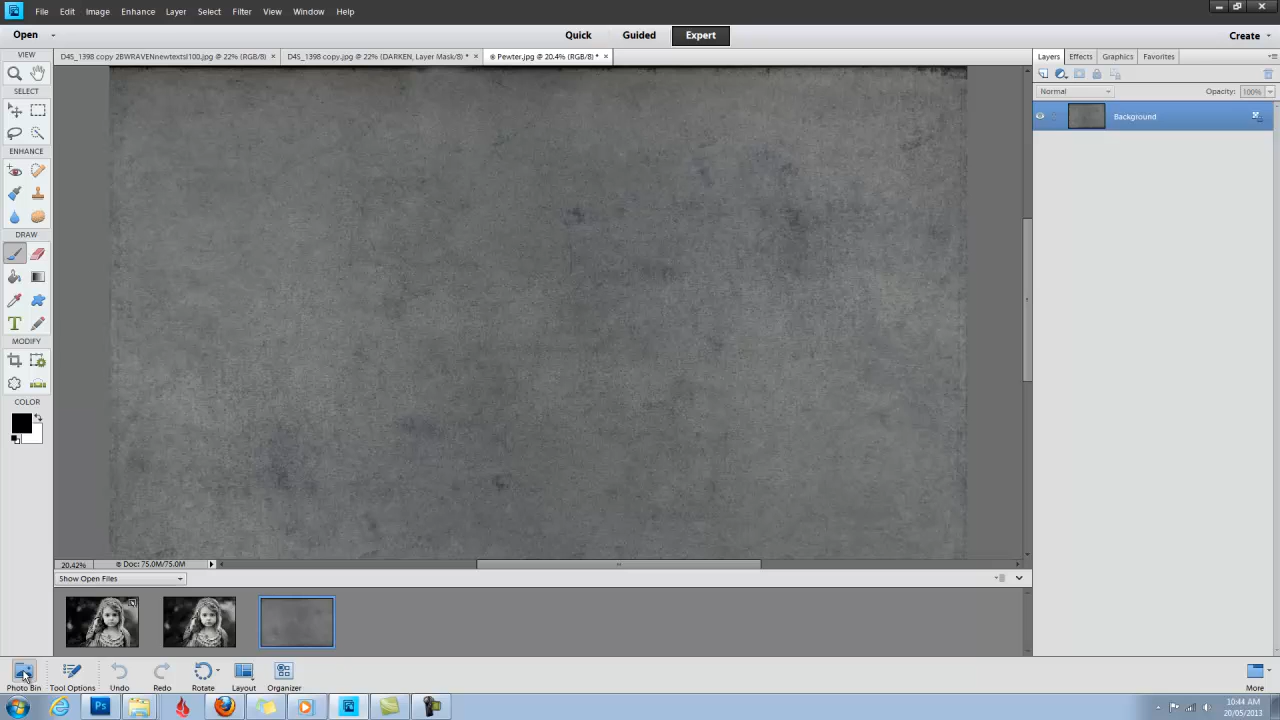 File Edit Image Enhance Layer Select Filter View Window Help
Open Quick Guided Expert Create
VIEW
D4S_1398 copy 2BWRAVENnewtextsl100.jpg @ 22% (RGB/8) × D4S_1398 copy.jpg @ 22% (DARKEN, Layer Mask/8) * × ® Pewter.jpg @ 20.4% (RGB/8) * ×
Layers Effects Graphics Favorites
SELECT
Normal Opacity: 100%
Background
ENHANCE
DRAW
T
MODIFY
COLOR
20.42% ® Doc: 75.0M/75.0M
Show Open Files
Photo Bin Tool Options Undo Redo Rotate Layout Organizer More
Ps
10:44 AM
20/05/2013